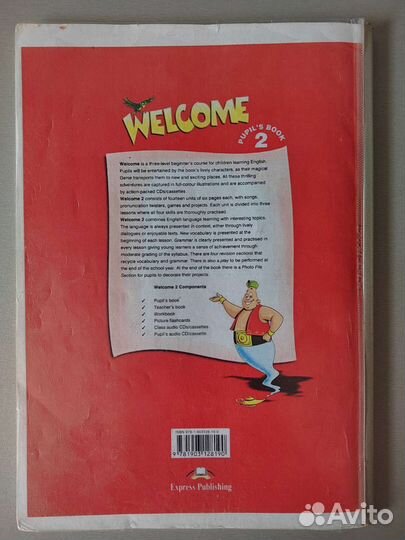 WELCOME
PUPIL'S BOOK
2
Welcome is a three-level beginner's course for children learning English.
Pupils will be entertained by the book's lively characters, as their magical
Genie transports them to new and exciting places. All these thrilling
adventures are captured in full-colour illustrations and are accompanied
by action-packed CDs/cassettes.
Welcome 2 consists of fourteen units of six pages each, with songs,
pronunciation twisters, games and projects. Each unit is divided into three
lessons where all four skills are thoroughly practised.
Welcome 2 combines English language learning with interesting topics.
The language is always presented in context, either through lively
dialogues or enjoyable texts. New vocabulary is presented at the
beginning of each lesson. Grammar is clearly presented and practised in
every lesson giving young learners a sense of achievement through
moderate grading of the syllabus. There are four revision sections that
recycle vocabulary and grammar. There is also a play to be performed at
the end of the school year. At the end of the book there is a Photo File
Section for pupils to decorate their projects.
Welcome 2 Components
✓ Pupil's book
✓ Teacher's book
✓ Workbook
✓ Picture flashcards
✓ Class audio CDs/cassettes
✓ Pupil's audio CD/cassette
ISBN 978-1-903128-19-0
9 781903 128190
Express Publishing
Avito